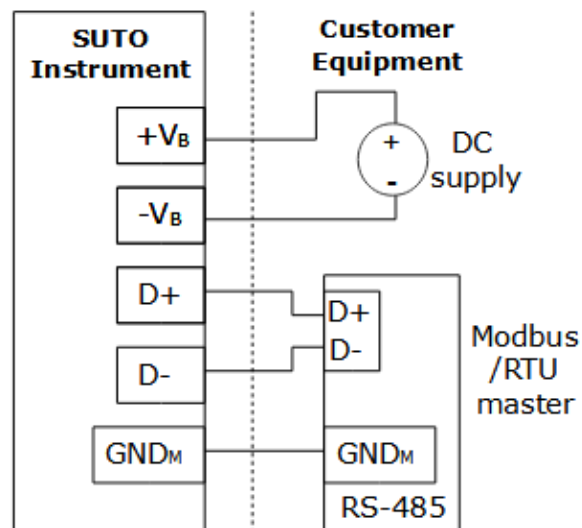 SUTO
Instrument
Customer
Equipment
+VB
-VB
D+
D-
GNDM
+
-
DC
supply
D+
D-
GNDM
RS-485
Modbus
/RTU
master